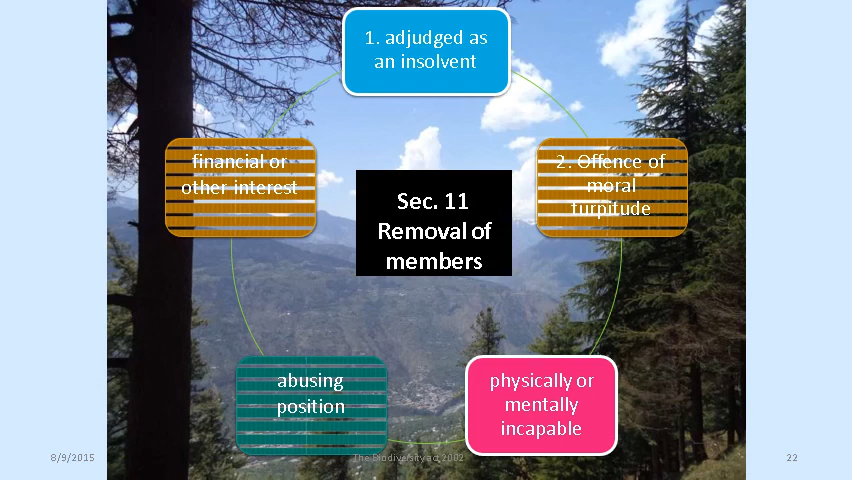 1. adjudged as
an insolvent
financial or
other interest
2. Offence of
moral
turpitude
Sec. 11
Removal of
members
abusing
position
physically or
mentally
incapable
8/9/2015
The Biodiversity act 2002
22